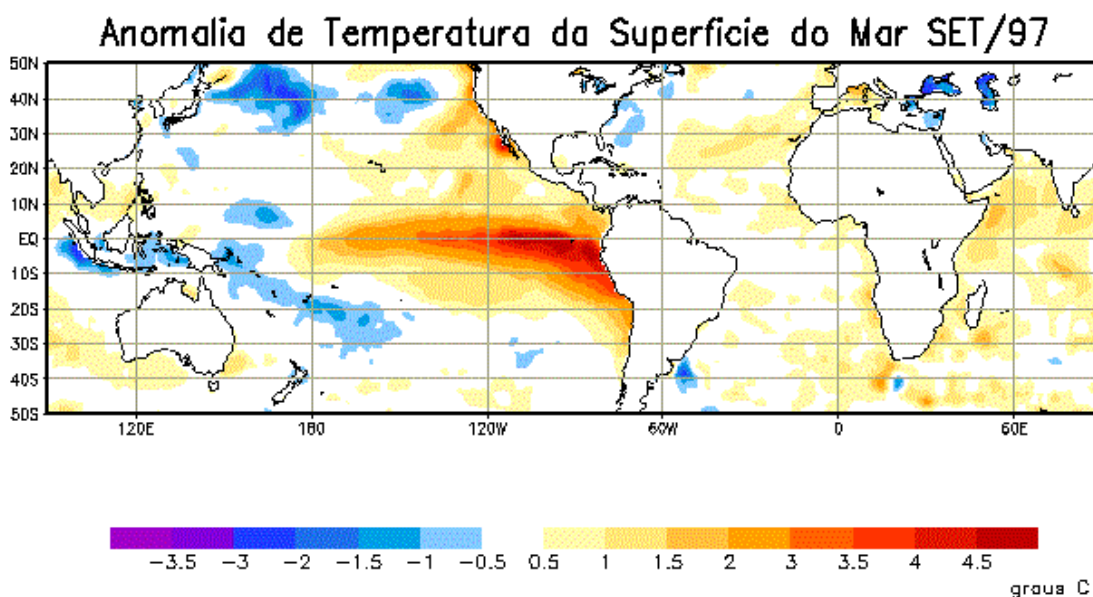 Anomalia de Temperatura da Superfície do Mar SET/97
50N
40N
30N
20N
10N
EQ
10S
20S
30S
40S
50S
120E 180 120W 60W 0 60E
-3.5 -3 -2 -1.5 -1 -0.5 0.5 1 1.5 2 3 3.5 4 4.5
graus C